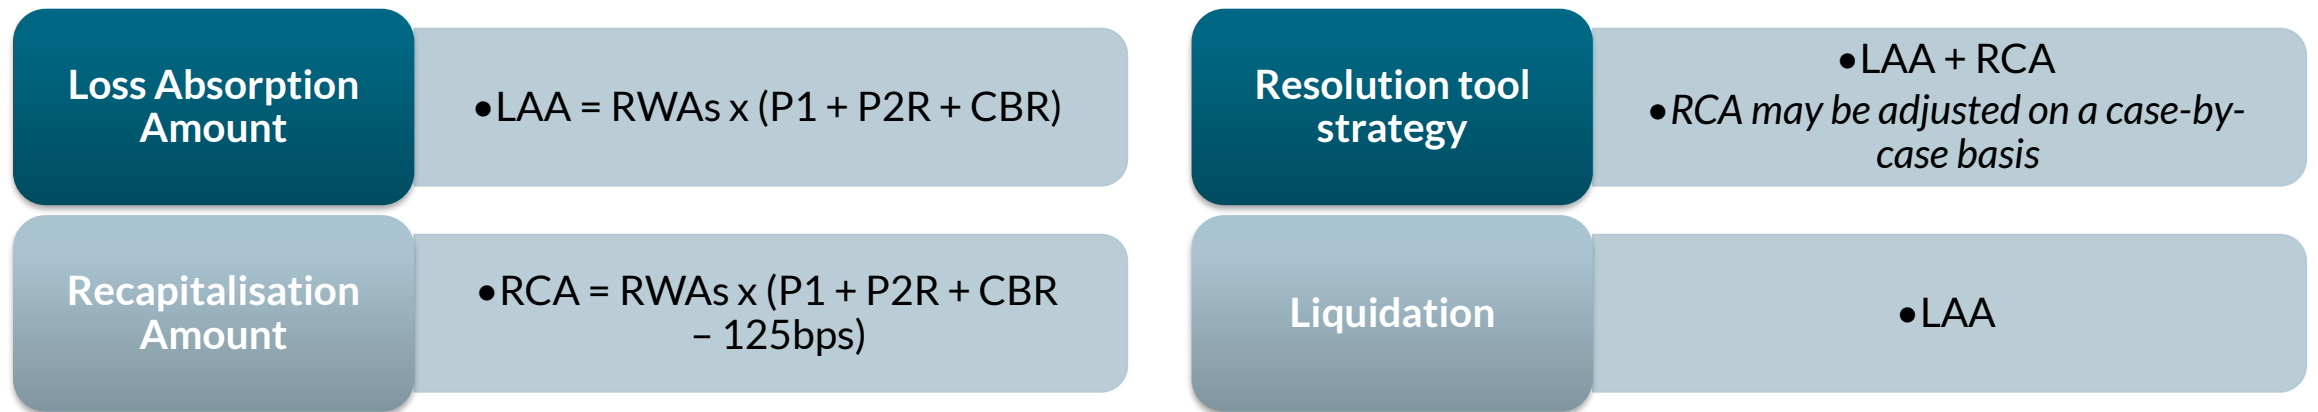 Loss Absorption
Amount
•LAA = RWAs x (P1 + P2R + CBR)
Recapitalisation
Amount
•RCA = RWAs x (P1 + P2R + CBR
– 125bps)
Resolution tool
strategy
•LAA + RCA
•RCA may be adjusted on a case-by-
case basis
Liquidation
•LAA